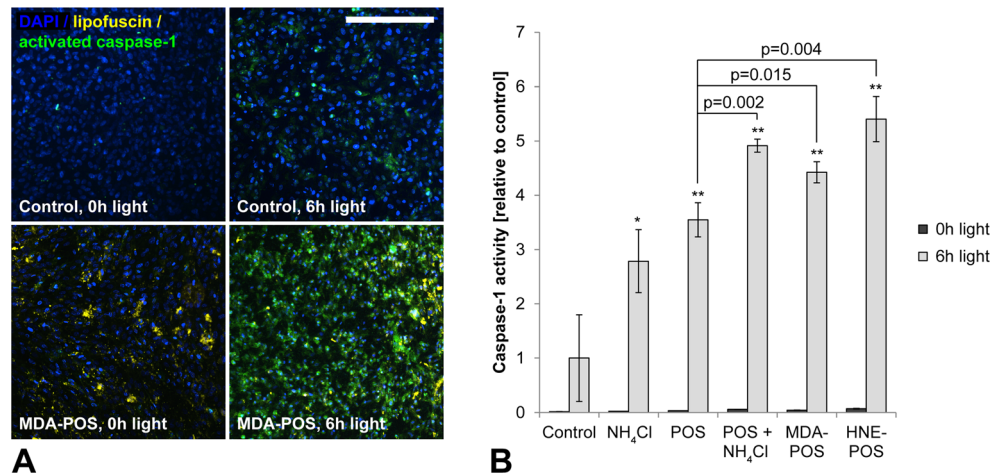 DAPI / lipofuscin /
activated caspase-1
Control, 0h light
Control, 6h light
MDA-POS, 0h light
MDA-POS, 6h light
A
Caspase-1 activity [relative to control]
7
6
5
4
3
2
1
0
p=0.004
p=0.015
p=0.002
*
**
**
**
**
0h light
6h light
Control
NH4Cl
POS
POS +
NH4Cl
MDA-
POS
HNE-
POS
B